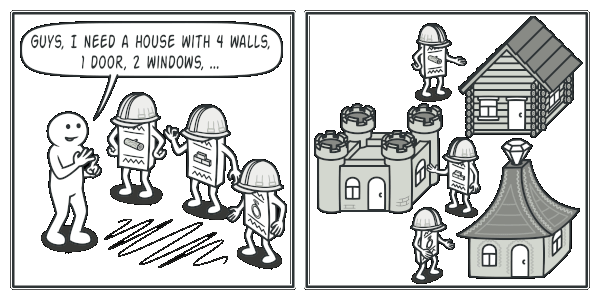 GUYS, I NEED A HOUSE WITH 4 WALLS,
1 DOOR, 2 WINDOWS, ...